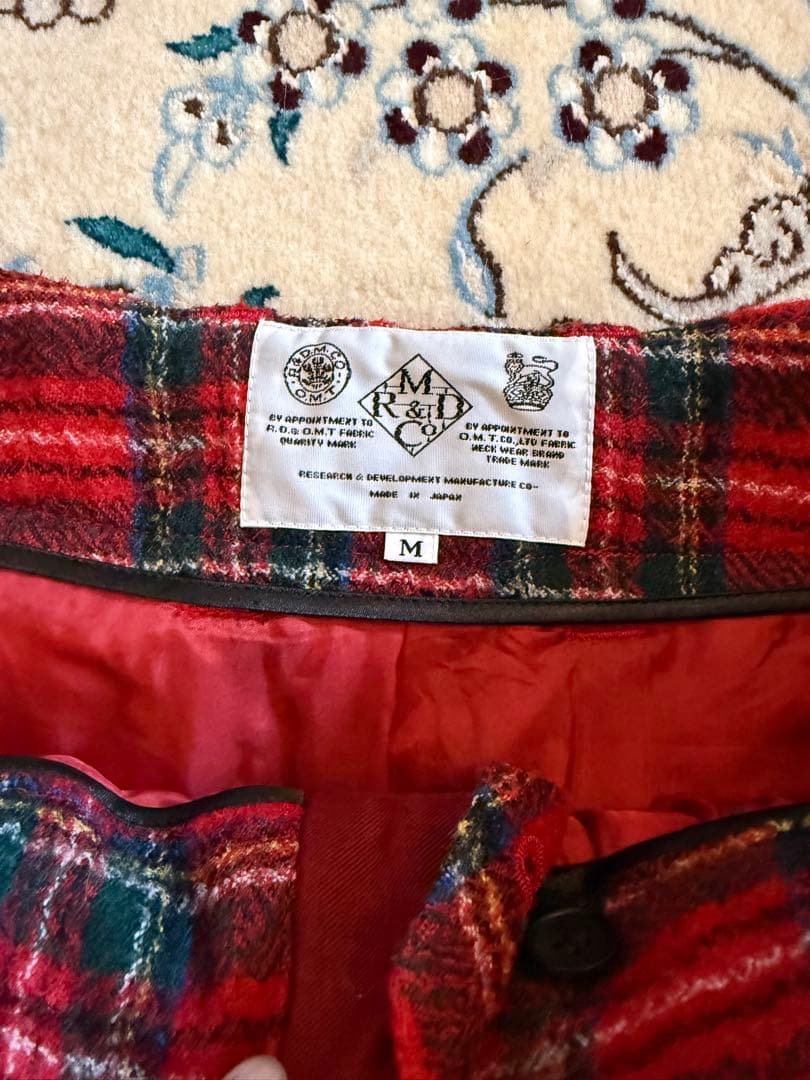 R&D.M.CO
O.M.T.
M
R & D
Co
BY APPOINTMENT TO
R.D.& O.M.T FABRIC
QUARITY MARK
BY APPOINTMENT TO
O.M.T.CO.,LTD FABRIC
NECK WEAR BRAND
TRADE MARK
RESEARCH & DEVELOPMENT MANUFACTURE CO-
MADE IN JAPAN
M